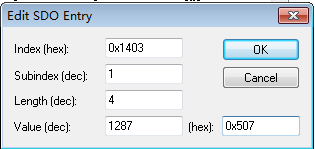 Edit SDO Entry
Index (hex): 0x1403 OK
Subindex (dec): 1 Cancel
Length (dec): 4
Value (dec): 1287 (hex): 0x507